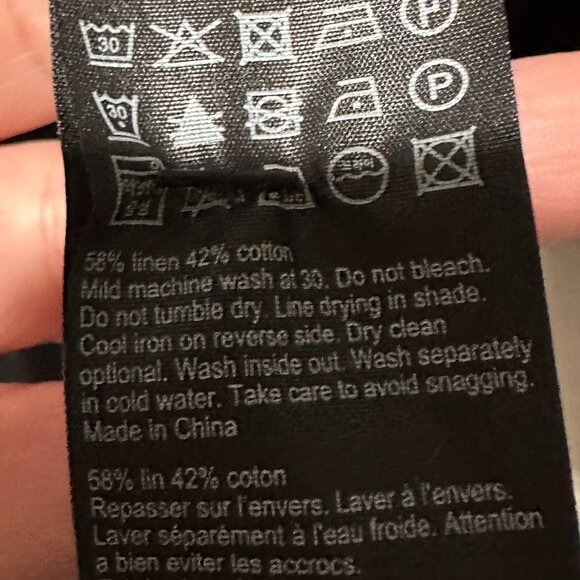 30
P
30
P
58% linen 42% cotton
Mild machine wash at 30. Do not bleach.
Do not tumble dry. Line drying in shade.
Cool iron on reverse side. Dry clean
optional. Wash inside out. Wash separately
in cold water. Take care to avoid snagging.
Made in China
58% lin 42% coton
Repasser sur l'envers. Laver à l'envers.
Laver séparément à l'eau froide. Attention
a bien eviter les accrocs.